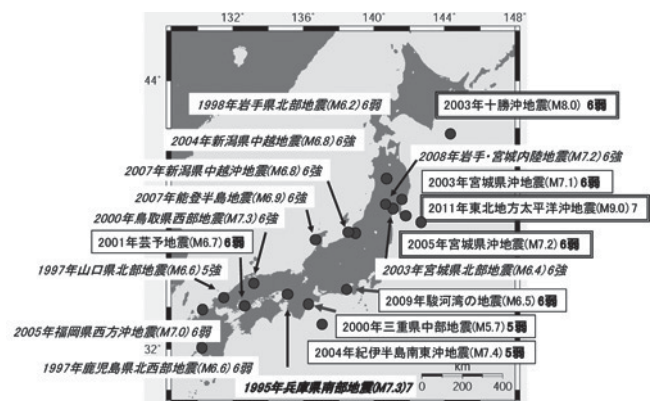 132° 136° 140° 144° 148°
44°
1998年岩手県北部地震(M6.2)6弱
2003年十勝沖地震(M8.0) 6弱
2004年新潟県中越地震(M6.8)6強
2008年岩手・宮城内陸地震(M7.2)6強
2007年新潟県中越沖地震(M6.8)6強
2003年宮城県沖地震(M7.1)6弱
2007年能登半島地震(M6.9)6強
2011年東北地方太平洋沖地震(M9.0)7
2000年鳥取県西部地震(M7.3)6強
2001年芸予地震(M6.7)6弱
2005年宮城県沖地震(M7.2)6弱
1997年山口県北部地震(M6.6)5強
2003年宮城県北部地震(M6.4)6強
2009年駿河湾の地震(M6.5)6弱
2005年福岡県西方沖地震(M7.0)6弱
2000年三重県中部地震(M5.7)5弱
32°
2004年紀伊半島南東沖地震(M7.4)5弱
1997年鹿児島県北西部地震(M6.6)6弱
km
0 200 400
1995年兵庫県南部地震(M7.3)7